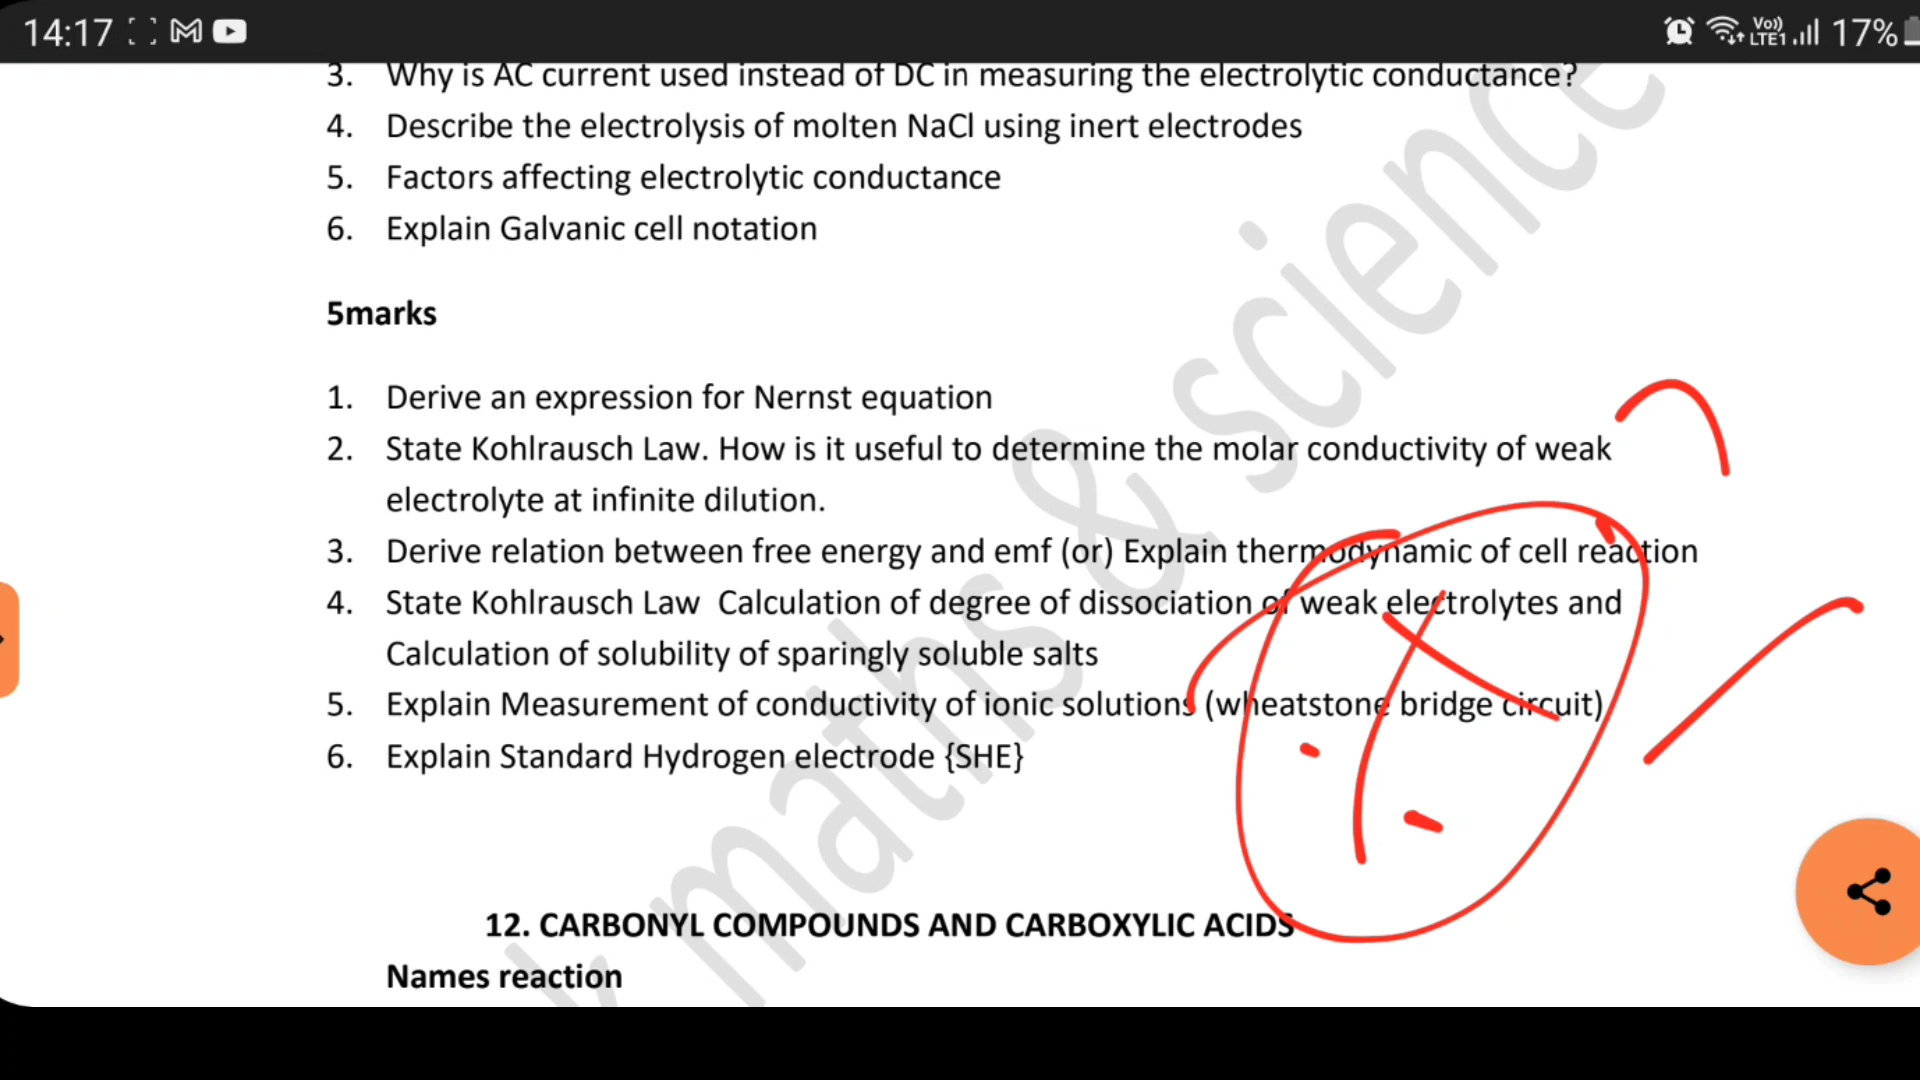 14:17 Vo)) LTE1 17%
3. Why is AC current used instead of DC in measuring the electrolytic conductance?
4. Describe the electrolysis of molten NaCl using inert electrodes
5. Factors affecting electrolytic conductance
6. Explain Galvanic cell notation
5marks
1. Derive an expression for Nernst equation
2. State Kohlrausch Law. How is it useful to determine the molar conductivity of weak
electrolyte at infinite dilution.
3. Derive relation between free energy and emf (or) Explain thermodynamic of cell reaction
4. State Kohlrausch Law  Calculation of degree of dissociation of weak electrolytes and
Calculation of solubility of sparingly soluble salts
5. Explain Measurement of conductivity of ionic solutions (wheatstone bridge circuit)
6. Explain Standard Hydrogen electrode {SHE}
12. CARBONYL COMPOUNDS AND CARBOXYLIC ACIDS
Names reaction
k maths & science